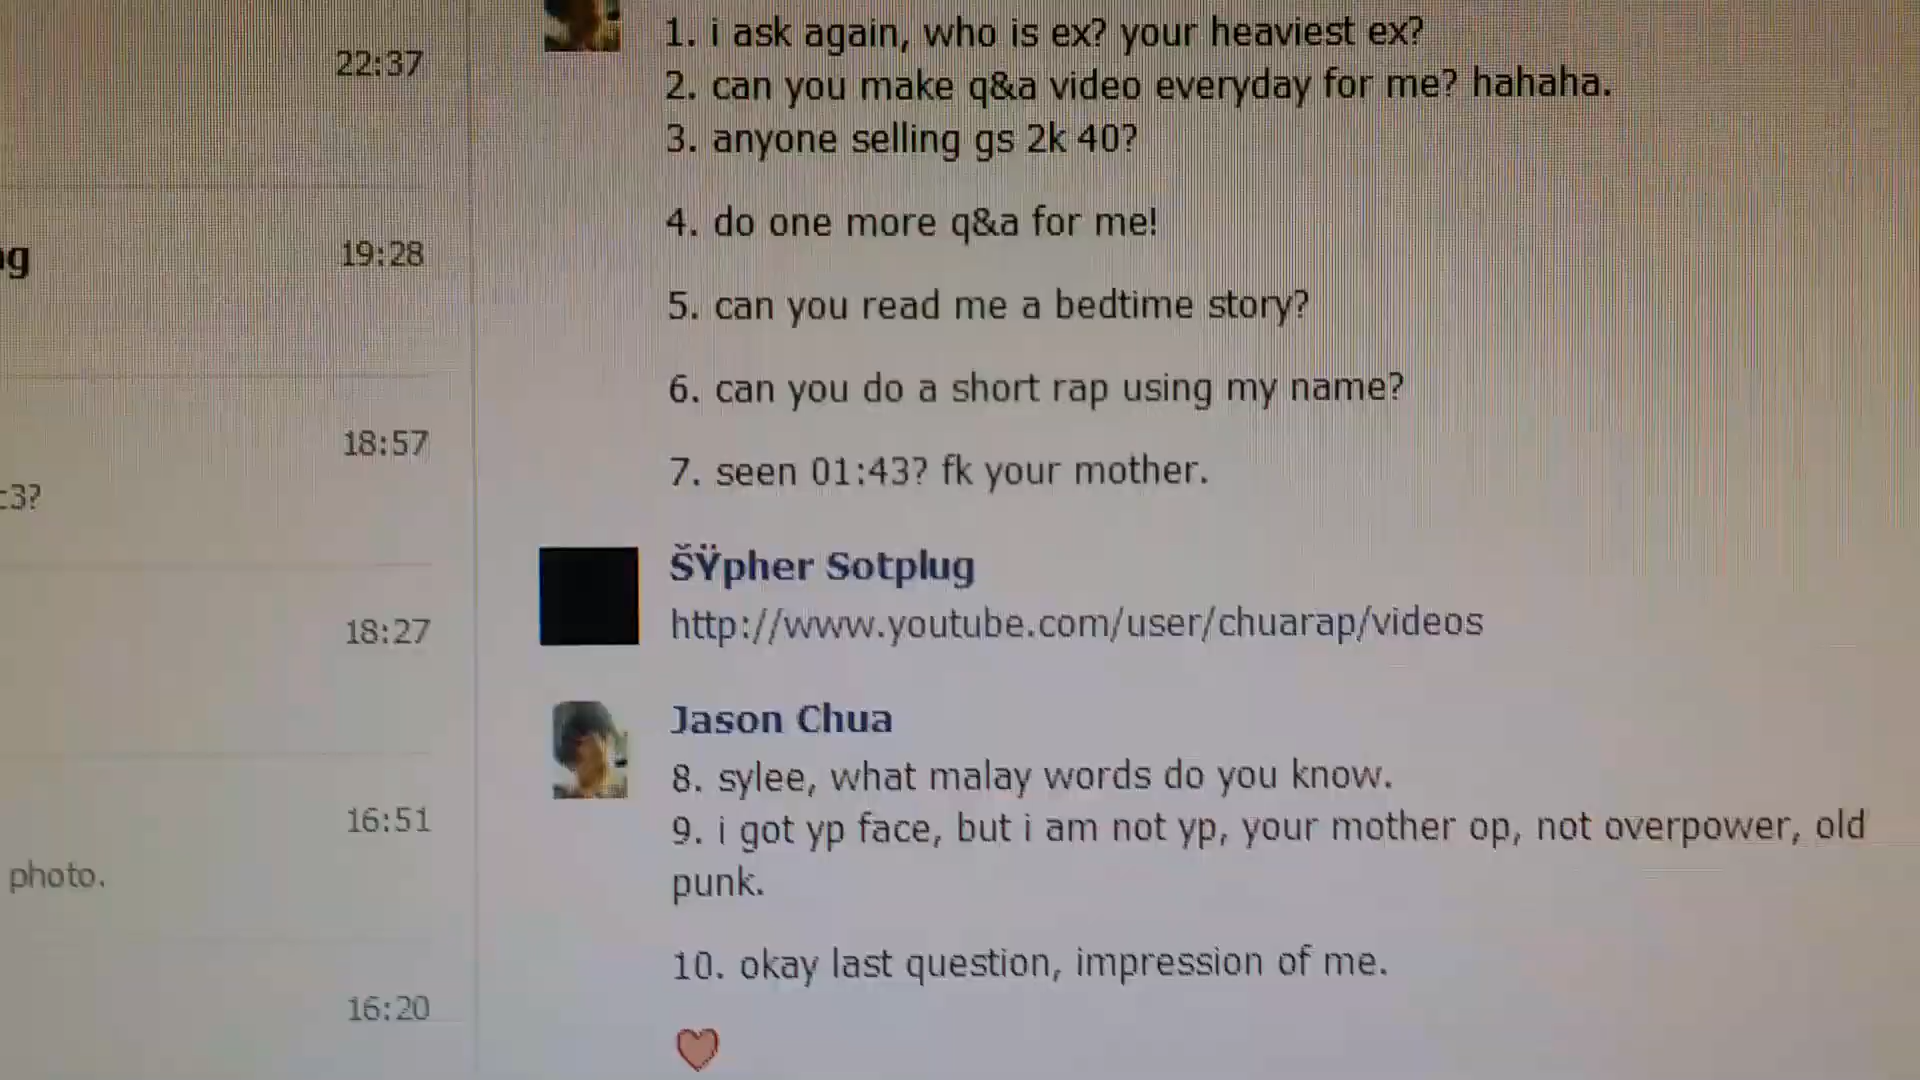 22:37
g
19:28
18:57
:3?
18:27
16:51
photo.
16:20
1. i ask again, who is ex? your heaviest ex?
2. can you make q&a video everyday for me? hahaha.
3. anyone selling gs 2k 40?
4. do one more q&a for me!
5. can you read me a bedtime story?
6. can you do a short rap using my name?
7. seen 01:43? fk your mother.
ŠŸpher Sotplug
http://www.youtube.com/user/chuarap/videos
Jason Chua
8. sylee, what malay words do you know.
9. i got yp face, but i am not yp, your mother op, not overpower, old
punk.
10. okay last question, impression of me.